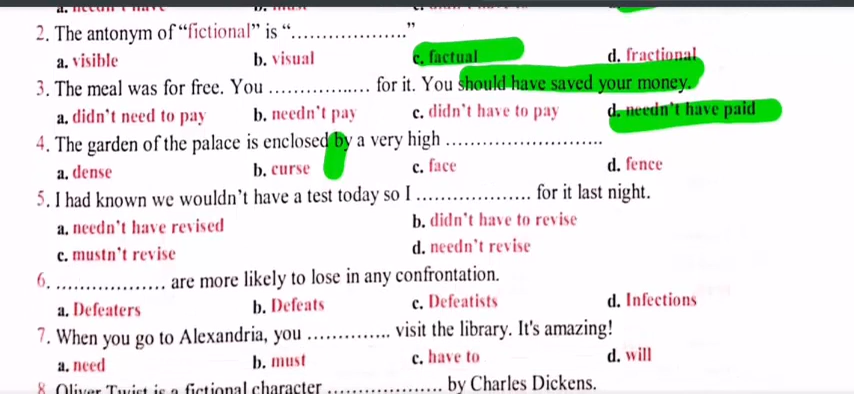 2. The antonym of “fictional” is “..................”
a. visible b. visual c. factual d. fractional
3. The meal was for free. You ................ for it. You should have saved your money.
a. didn't need to pay b. needn't pay c. didn't have to pay d. needn't have paid
4. The garden of the palace is enclosed by a very high ..........................
a. dense b. curse c. face d. fence
5. I had known we wouldn't have a test today so I .................. for it last night.
a. needn't have revised b. didn't have to revise
c. mustn't revise d. needn't revise
6. .................. are more likely to lose in any confrontation.
a. Defeaters b. Defeats c. Defeatists d. Infections
7. When you go to Alexandria, you .............. visit the library. It's amazing!
a. need b. must c. have to d. will
8. Oliver Twist is a fictional character .................. by Charles Dickens.